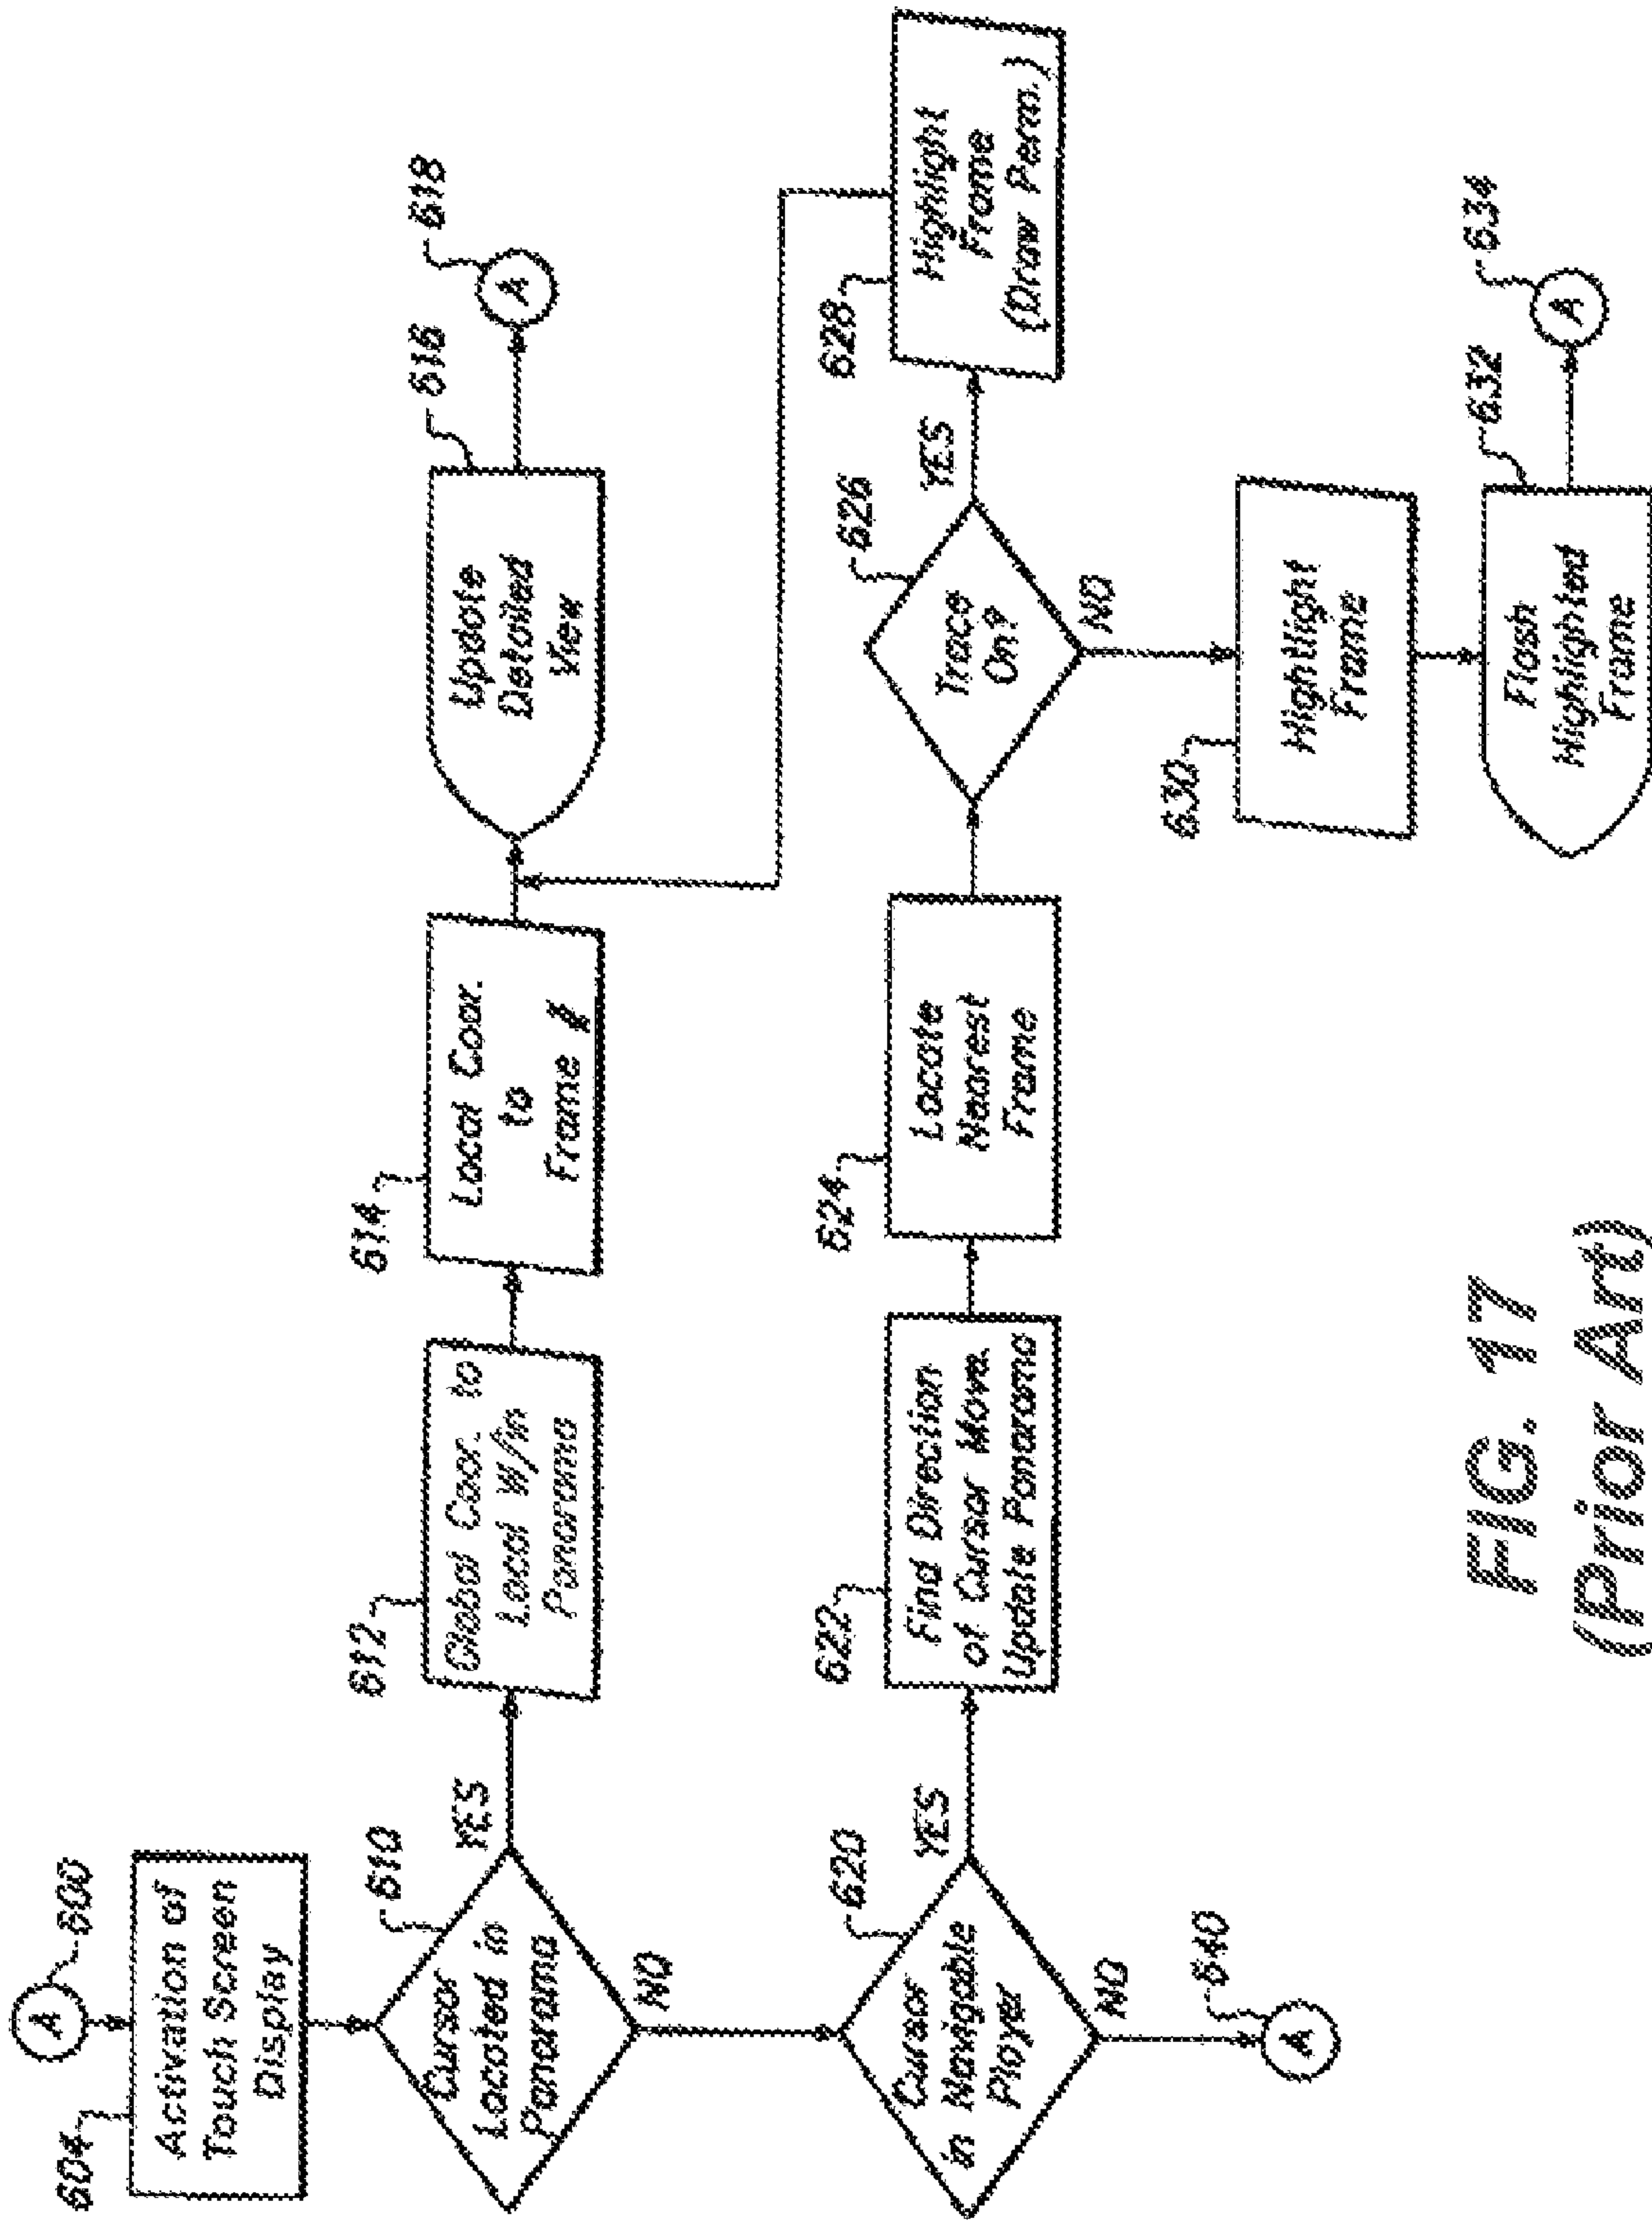 A
600
604
Activation of
Touch Screen
Display
610
Cursor
Located in
Panorama
YES
NO
612
Global Coor. to
Local W/in
Panorama
614
Local Coor.
to
Frame #
616
Update
Detailed
View
618
A
620
Cursor
in Navigable
Player
YES
NO
622
Find Direction
of Cursor Move.
Update Panorama
624
Locate
Nearest
Frame
626
Trace
On?
YES
NO
628
Highlight
Frame
(Draw Perm.)
630
Hightlight
Frame
632
Flash
Highlighted
Frame
634
A
640
A
FIG. 17
(Prior Art)